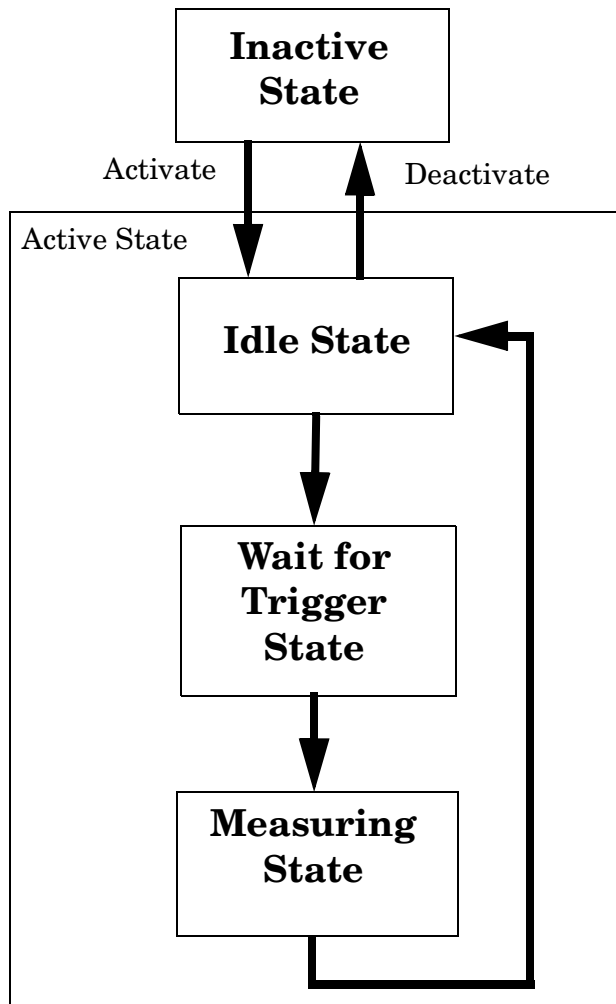 Inactive
State
Activate
Deactivate
Active State
Idle State
Wait for
Trigger
State
Measuring
State